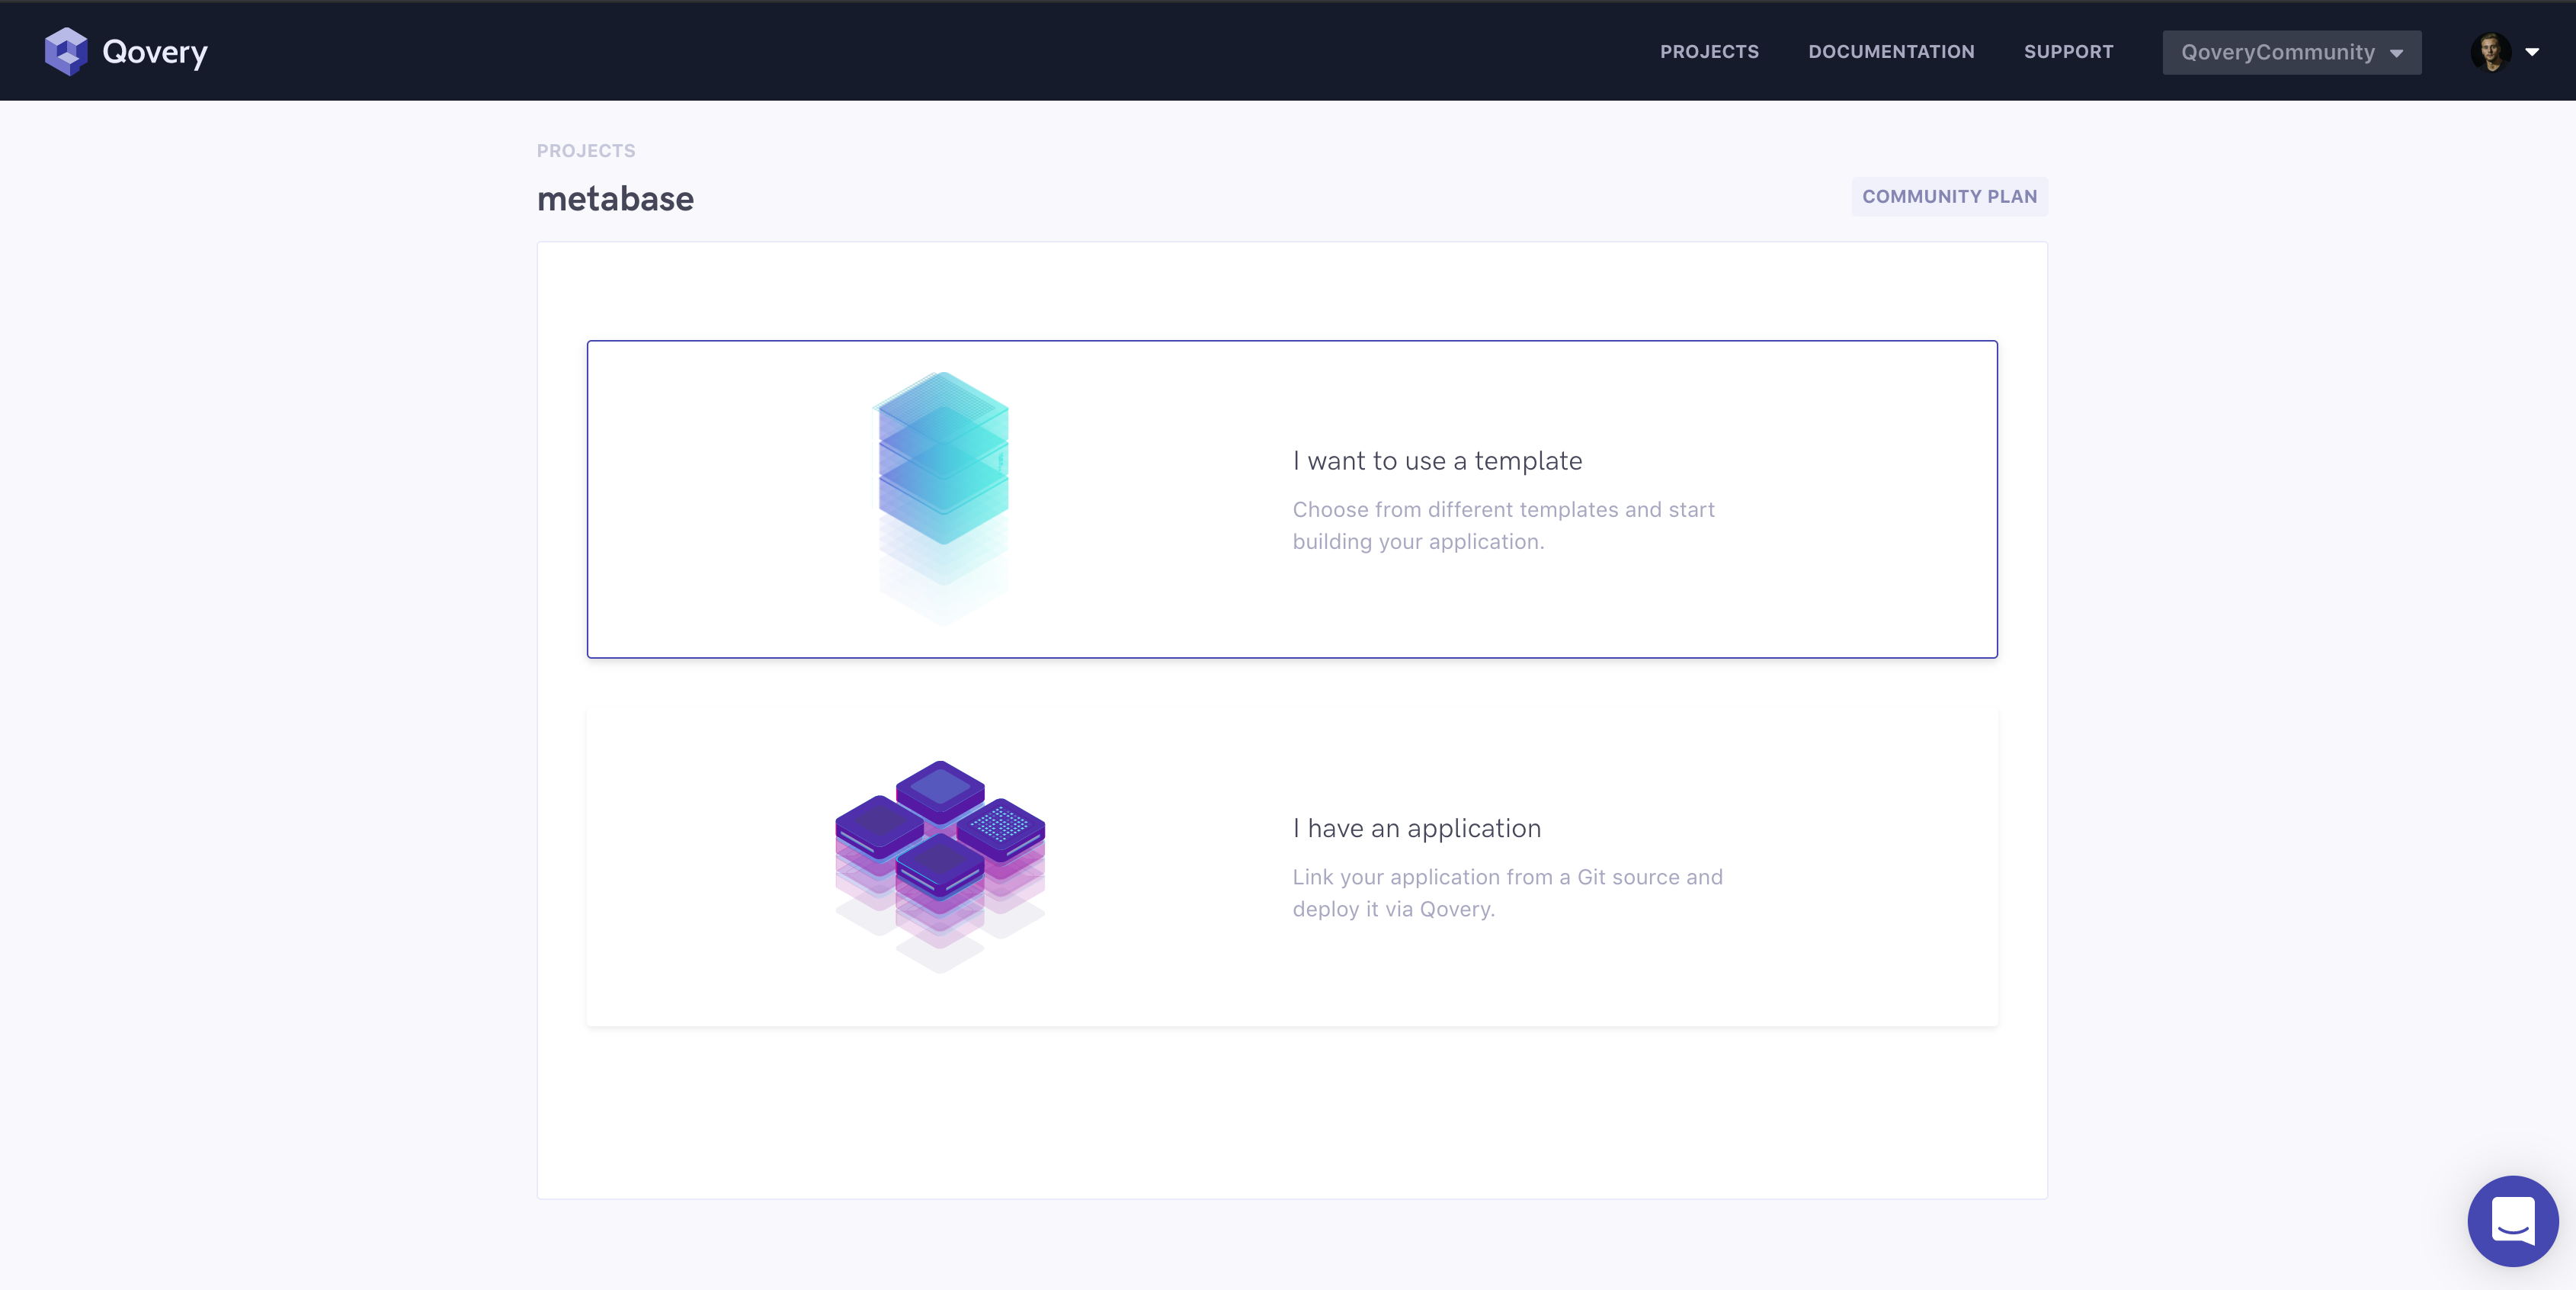 Qovery
PROJECTS
DOCUMENTATION
SUPPORT
QoveryCommunity
PROJECTS
metabase
COMMUNITY PLAN
I want to use a template
Choose from different templates and start
building your application.
I have an application
Link your application from a Git source and
deploy it via Qovery.